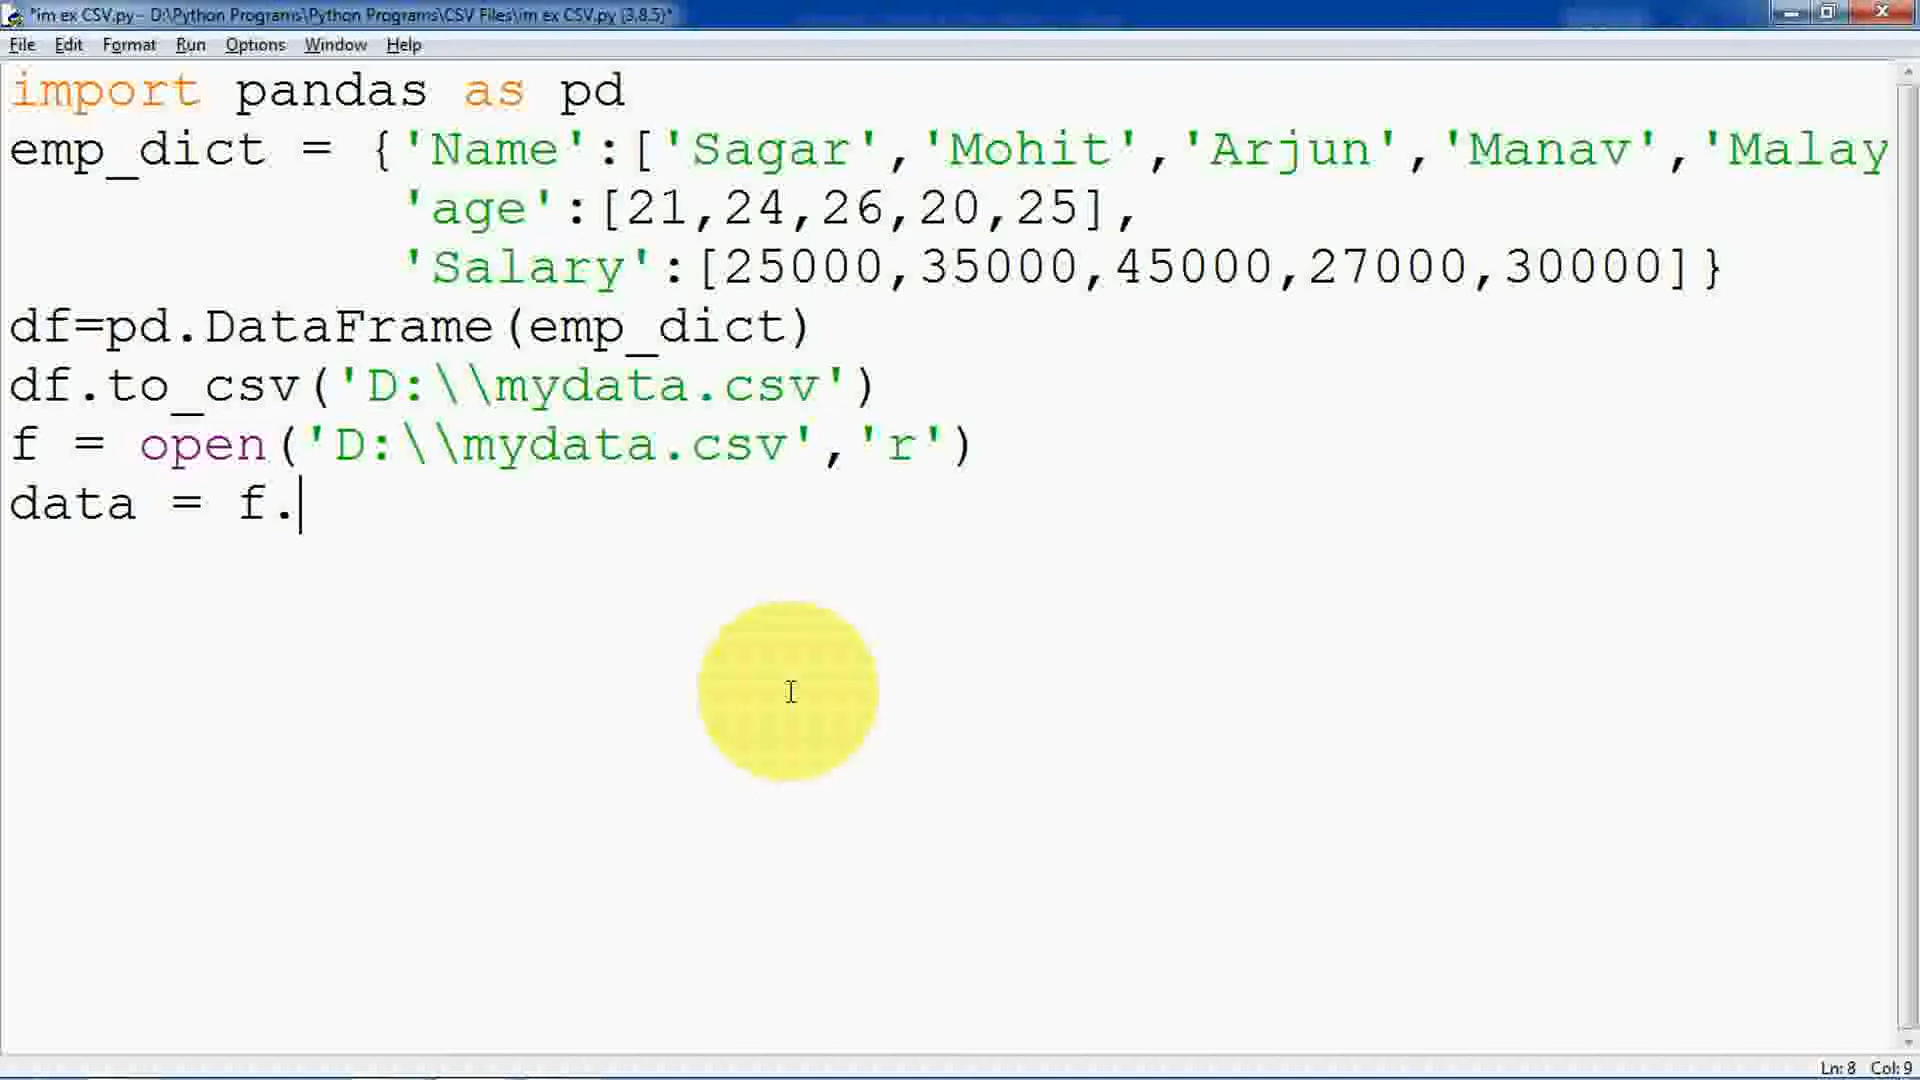 *im ex CSV.py - D:\Python Programs\Python Programs\CSV Files\im ex CSV.py (3.8.5)*
File Edit Format Run Options Window Help
import pandas as pd
emp_dict = {'Name':['Sagar','Mohit','Arjun','Manav','Malay
'age':[21,24,26,20,25],
'Salary':[25000,35000,45000,27000,30000]}
df=pd.DataFrame(emp_dict)
df.to_csv('D:\\mydata.csv')
f = open('D:\\mydata.csv','r')
data = f.
Ln: 8 Col: 9